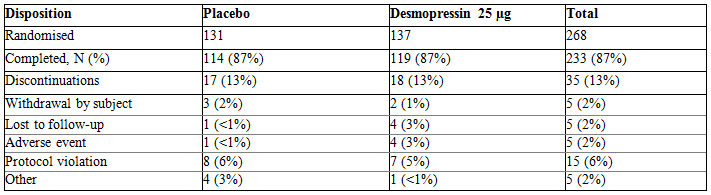 Disposition Placebo Desmopressin 25 µg Total
Randomised 131 137 268
Completed, N (%) 114 (87%) 119 (87%) 233 (87%)
Discontinuations 17 (13%) 18 (13%) 35 (13%)
Withdrawal by subject 3 (2%) 2 (1%) 5 (2%)
Lost to follow-up 1 (<1%) 4 (3%) 5 (2%)
Adverse event 1 (<1%) 4 (3%) 5 (2%)
Protocol violation 8 (6%) 7 (5%) 15 (6%)
Other 4 (3%) 1 (<1%) 5 (2%)